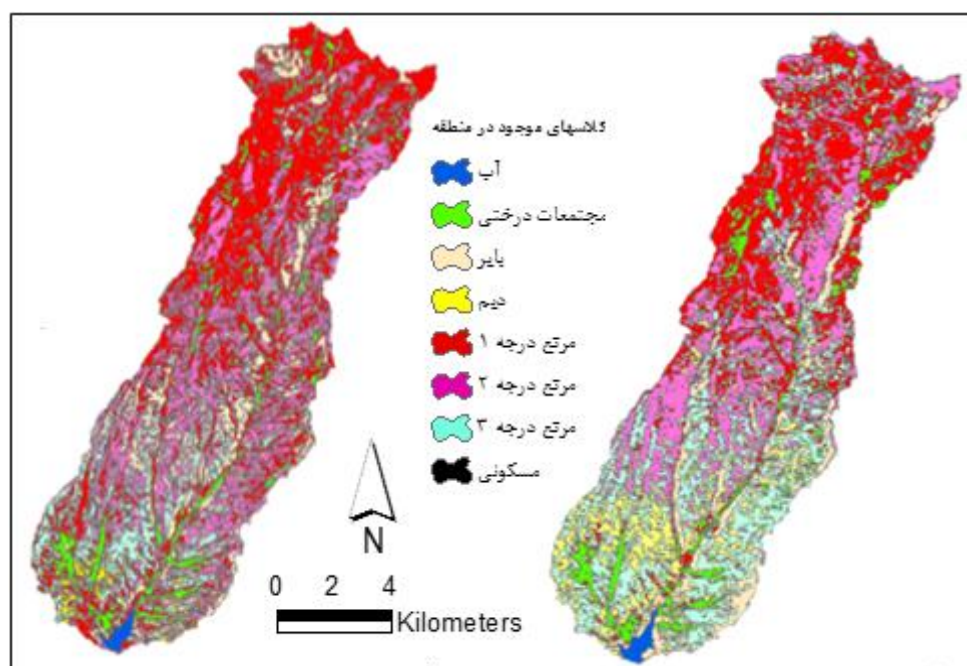 کلاسهای موجود در منطقه
آب
مجتمعات درختی
بایر
دیم
مرتع درجه ۱
مرتع درجه ۲
مرتع درجه ۳
مسکونی
N
0 2 4
Kilometers